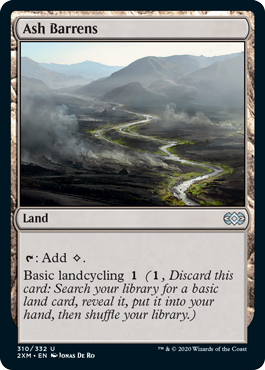 Ash Barrens
Land
: Add .
Basic landcycling 1 (1, Discard this
card: Search your library for a basic
land card, reveal it, put it into your
hand, then shuffle your library.)
310/332 U
2XM • EN Jonas De Ro
™ & © 2020 Wizards of the Coast